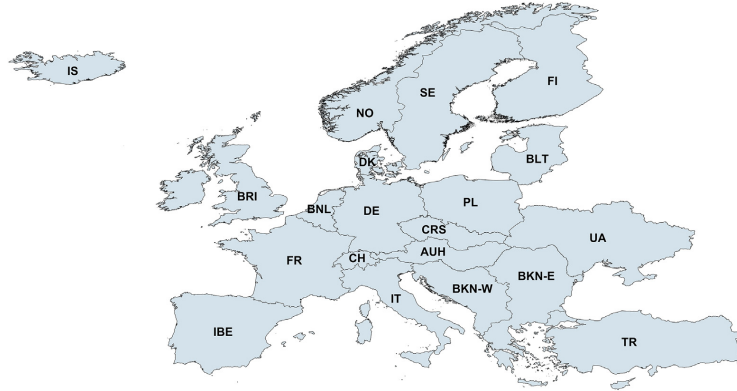 IS
FI
SE
NO
BLT
DK
BRI
PL
BNL
DE
CRS
UA
AUH
CH
FR
BKN-E
BKN-W
IT
IBE
TR